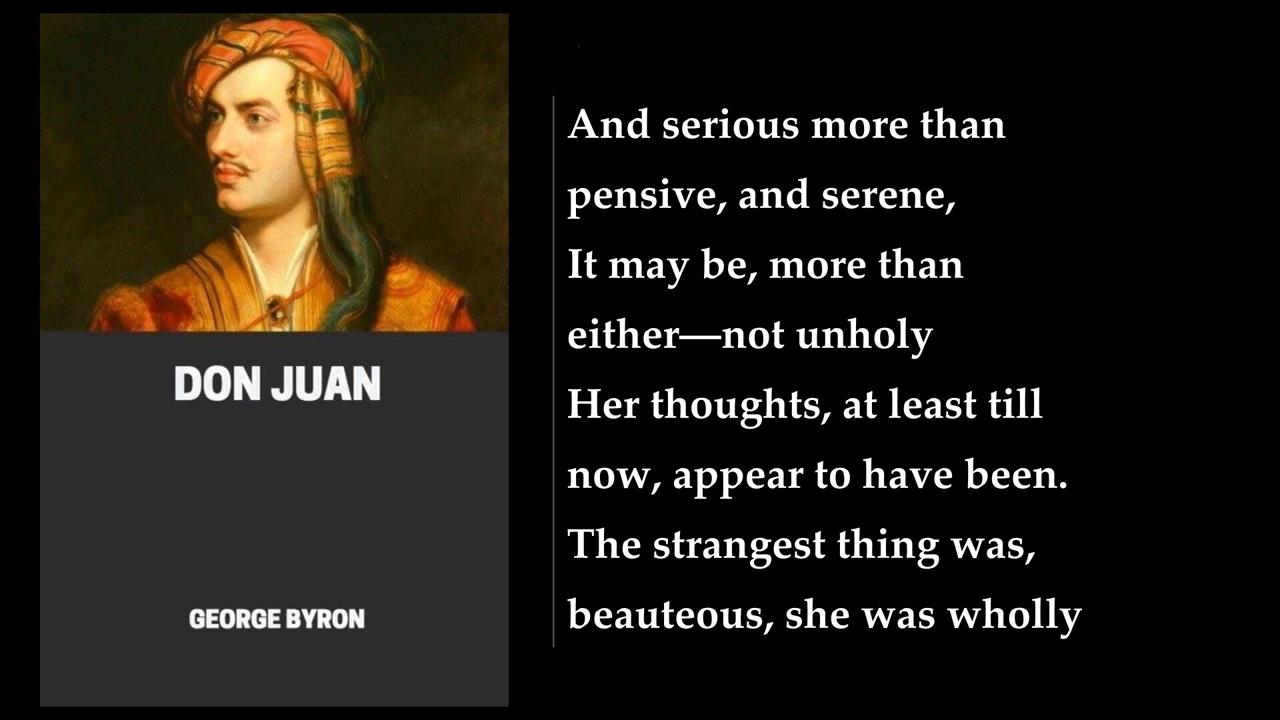 DON JUAN
GEORGE BYRON
And serious more than
pensive, and serene,
It may be, more than
either—not unholy
Her thoughts, at least till
now, appear to have been.
The strangest thing was,
beauteous, she was wholly